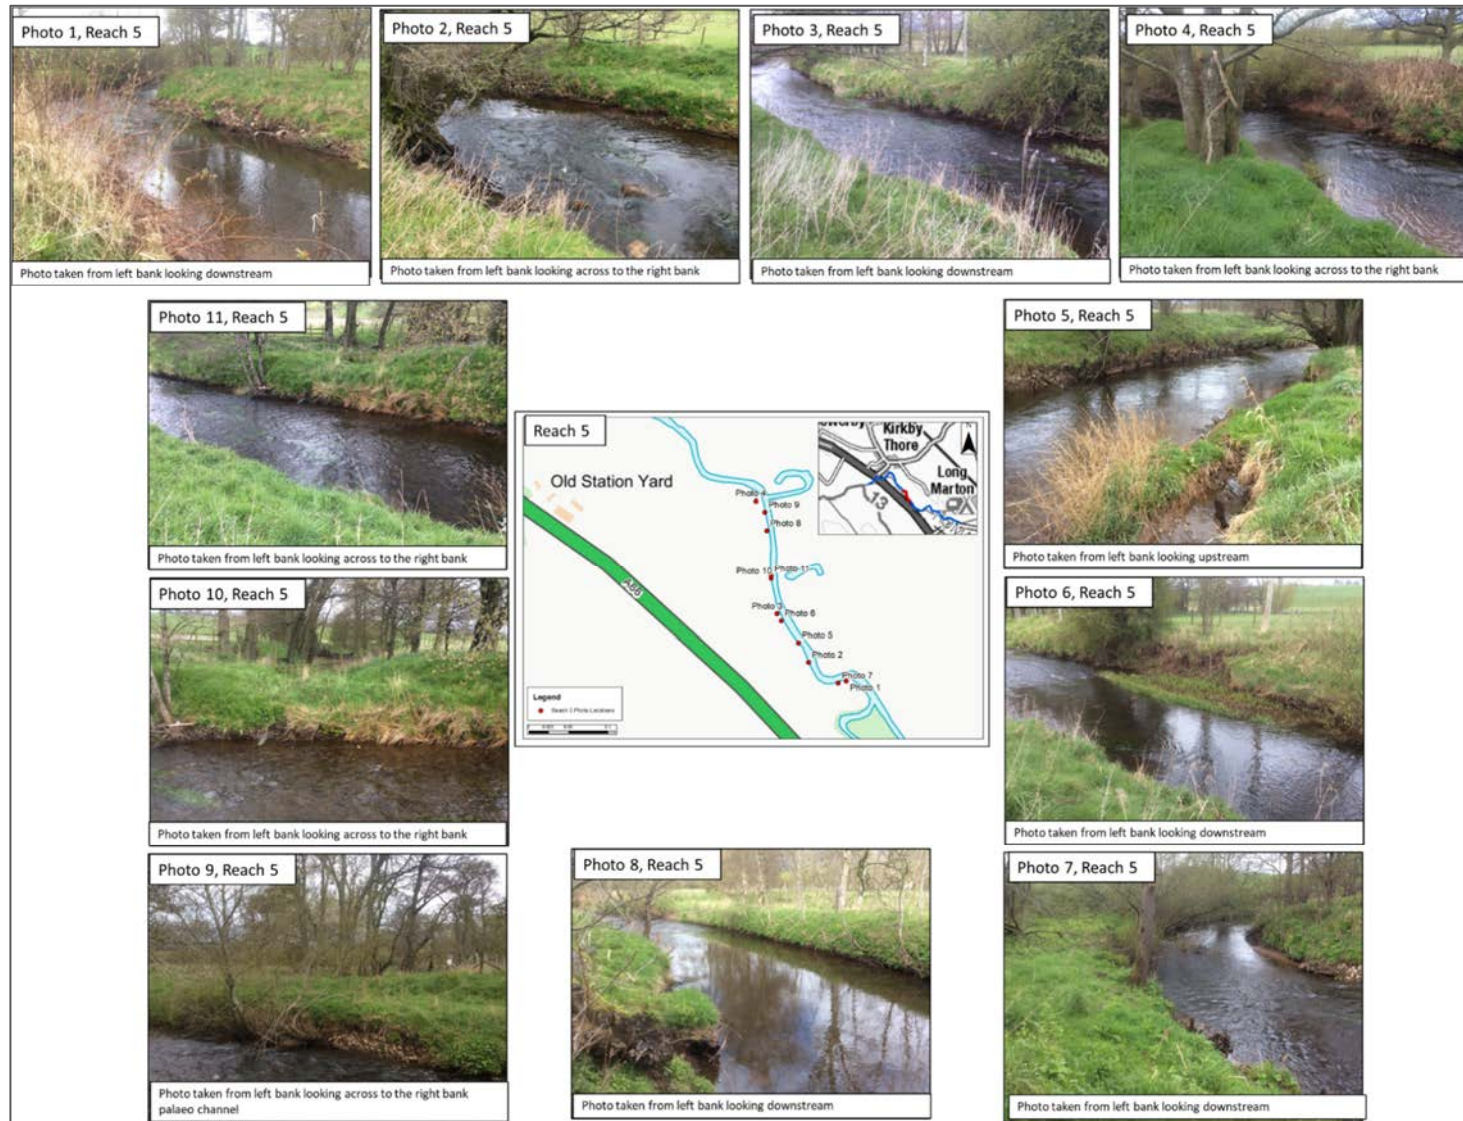 Photo 1, Reach 5
Photo taken from left bank looking downstream
Photo 2, Reach 5
Photo taken from left bank looking across to the right bank
Photo 3, Reach 5
Photo taken from left bank looking downstream
Photo 4, Reach 5
Photo taken from left bank looking across to the right bank
Photo 11, Reach 5
Photo taken from left bank looking across to the right bank
Reach 5
Old Station Yard
A66
Photo 4
Photo 9
Photo 8
Photo 10
Photo 11
Photo 3
Photo 6
Photo 5
Photo 2
Photo 7
Photo 1
Legend
Photo Locations
Kirkby
Thore
Long
Marton
13
N
Photo 5, Reach 5
Photo taken from left bank looking upstream
Photo 10, Reach 5
Photo taken from left bank looking across to the right bank
Photo 6, Reach 5
Photo taken from left bank looking downstream
Photo 9, Reach 5
Photo taken from left bank looking across to the right bank
palaeo channel
Photo 8, Reach 5
Photo taken from left bank looking downstream
Photo 7, Reach 5
Photo taken from left bank looking downstream